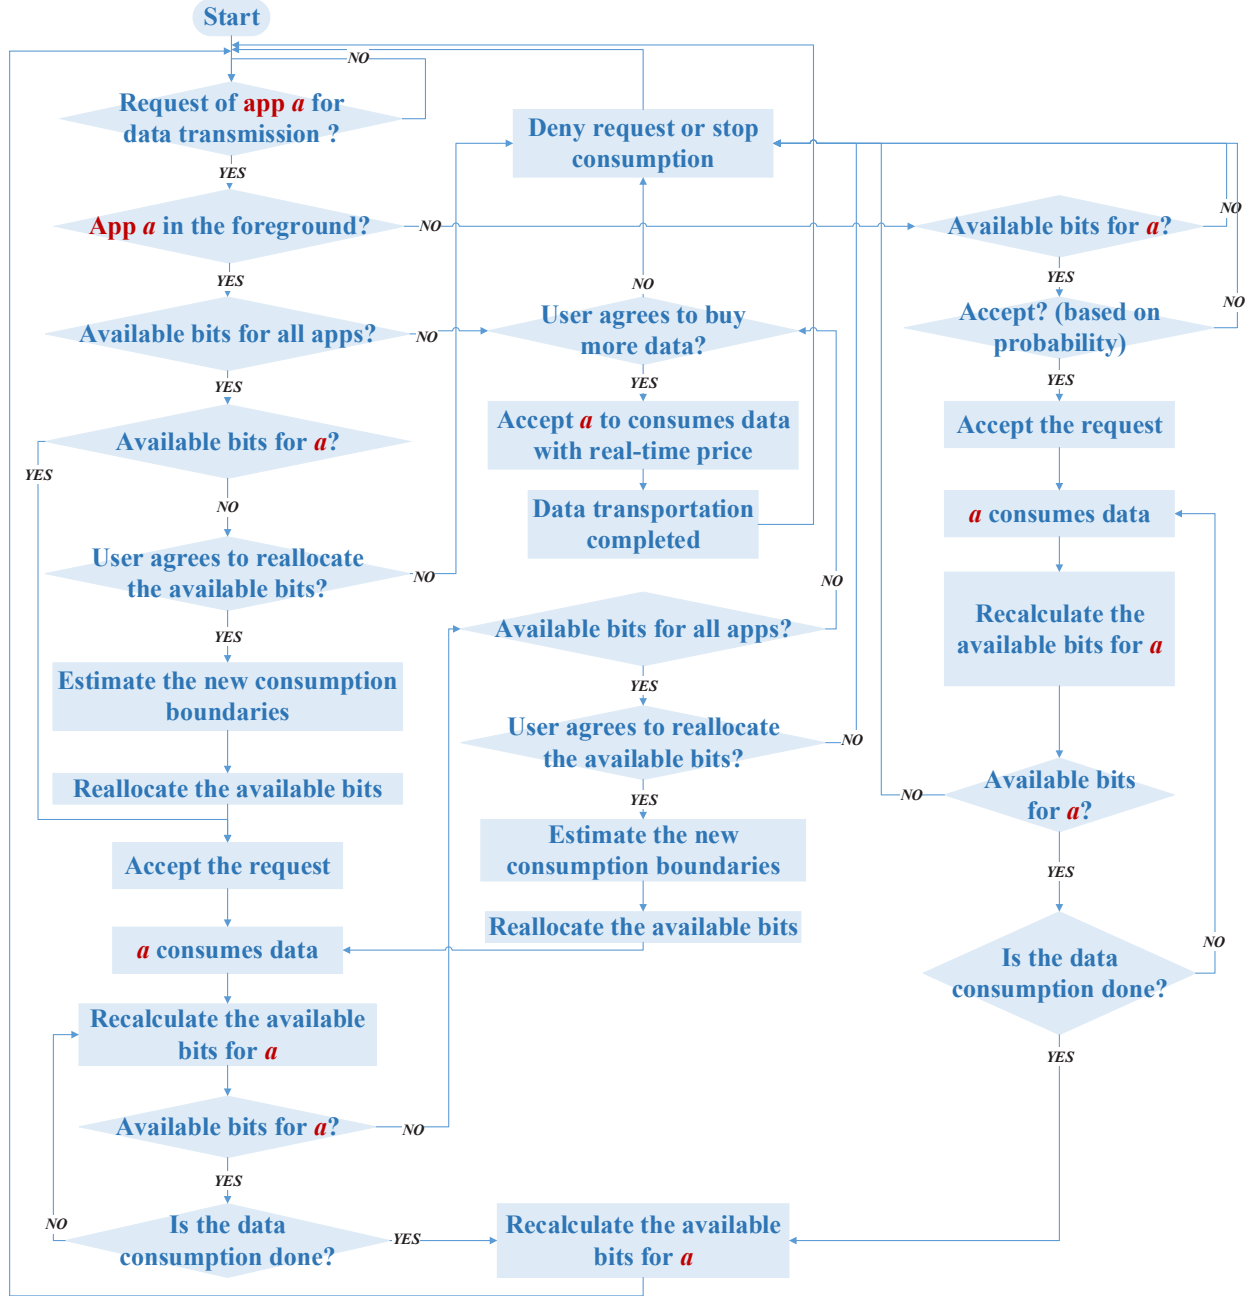 Start
NO
Request of app a for
data transmission ?
YES
Deny request or stop
consumption
App a in the foreground?
NO
Available bits for a?
NO
YES
YES
Available bits for all apps?
NO
NO
User agrees to buy
more data?
Accept? (based on
probability)
NO
YES
YES
YES
Available bits for a?
YES
Accept a to consumes data
with real-time price
Accept the request
NO
Data transportation
completed
a consumes data
User agrees to reallocate
the available bits?
NO
NO
YES
Available bits for all apps?
Recalculate the
available bits for a
Estimate the new consumption
boundaries
YES
User agrees to reallocate
the available bits?
NO
Reallocate the available bits
YES
Available bits
for a?
NO
Accept the request
Estimate the new
consumption boundaries
YES
Reallocate the available bits
a consumes data
NO
Is the data
consumption done?
Recalculate the available
bits for a
YES
Available bits for a?
NO
YES
NO
Is the data
consumption done?
YES
Recalculate the available
bits for a